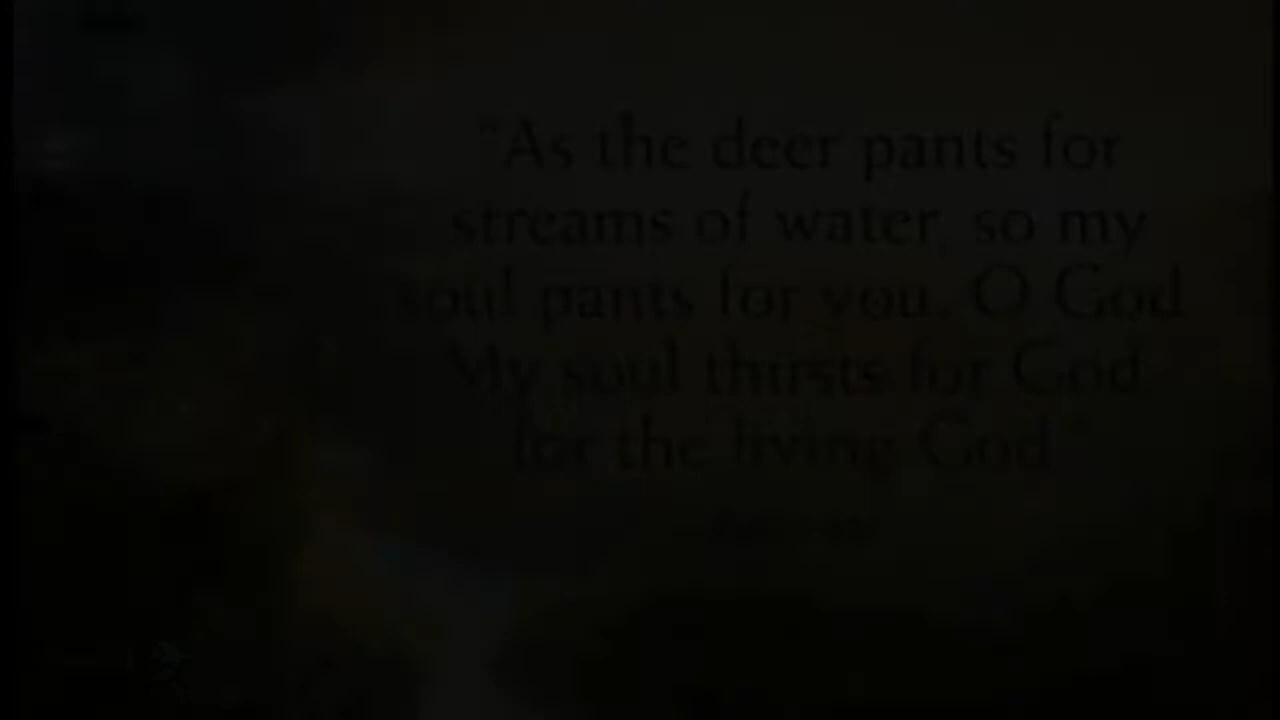 "As the deer pants for
streams of water, so my
soul pants for you, O God
My soul thirsts for God
for the living God"